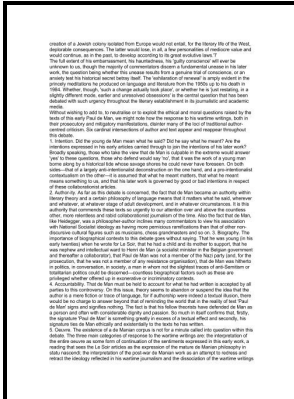 creation of a Jewish colony isolated from Europe would not entail, for the literary life of the West,
deplorable consequences. The latter would lose, in all, a few personalities of mediocre value and
would continue, as in the past, to develop according to its great evolutive laws.
The full extent of his embarrassment, his fraudulence, his 'guilty conscience' will ever be
unknown to us, though the majority of commentators discern a fundamental unease in his later
work, the question being whether this unease results from a genuine trait of conscience, or an
anxiety lest his historical secret betray itself. The
princely meditations he produced on language and literature from the 1950s up to his death in
1984. Whether, though, 'such a change actually took place', or whether he is 'just restating, in a
slightly different mode, earlier and unresolved obsessions' is the central question that has been
debated with such urgency throughout the literary establishment in its journalistic and academic
media.
Without wishing to add to, to neutralise or to exploit the ethical and moral questions raised by the
texts of this early Paul de Man, we might note how the response to his wartime writings, both in
their prosecutory and mitigatory manifestations, disinter many of the loci of traditional author-
centred criticism. Six cardinal intersections of author and text appear and reappear throughout
this debate.
1. Intention. Did the young de Man mean what he said? Did he say what he meant? Are the
intentions expressed in his early articles carried through to join the intentions of his later work?
Broadly speaking, those who take the view that de Man is culpable in the extreme would answer
'yes' to these questions, those who defend would say 'no', that it was the work of a young man
borne along by a historical tide whose savage shores he could never have foreseen. On both
sides—that of a largely anti-intentionalist deconstruction on the one hand, and a pro-intentionalist
contextualism on the other—it is assumed that what he meant matters, that what he meant
means something to us, and that his later work is governed by good or bad intentions in respect
of these collaborationist articles.
2. Authority. As far as this debate is concerned, the fact that de Man became an authority within
literary theory and a certain philosophy of language means that it matters what he said, wherever
and whatever, at whatever stage of adult development, and in whatever circumstances. It is this
authority that commends these texts so urgently to our attention over and above the countless
other, more relentless and rabid collaborationist journalism of the time. Also the fact that de Man,
like Heidegger, was a philosopher-author inclines many commentators to view his association
with National Socialist ideology as having more pernicious ramifications than that of other non-
discursive cultural figures such as musicians, chess grandmasters and so on. 3. Biography. The
importance of biographical contexts to the debate goes without saying. That he was young (in his
early twenties) when he wrote for Le Soir, that he had a child and its mother to support, that he
was nephew and intellectual ward to Henri de Man (a socialist minister in the Belgian government
and thereafter a collaborator), that Paul de Man was not a member of the Nazi party (and, for the
prosecution, that he was not a member of any resistance organisation), that de Man was nihilistic
in politics, in conversation, in society, a man in whom not the slightest traces of anti-Semitism or
totalitarian politics could be discerned—countless biographical factors such as these are
privileged whether offered up in exonerative or incriminatory contexts.
4. Accountability. That de Man must be held to account for what he had written is accepted by all
parties to this controversy. On this issue, theory seems to abandon or suspend the idea that the
author is a mere fiction or trace of language, for if authorship were indeed a textual illusion, there
would be no charge to answer beyond that of reminding the world that in the reality of text 'Paul
de Man' signs and signifies nothing. The fact is that his fellow theorists have defended de Man as
a person and often with considerable dignity and passion. So much in itself confirms that, firstly,
the signature 'Paul de Man' is something greatly in excess of a textual effect and secondly, his
signature ties de Man ethically and existentially to the texts he has written.
5. Oeuvre. The existence of a de Manian corpus is not for a minute called into question within this
debate. The three main categories of response to the wartime writings are: the interpretation of
the entire oeuvre as some form of continuation of the sentiments expressed in this early work, a
reading that sees the Le Soir articles as the expression of the mature de Manian philosophy in
statu nascendi; the interpretation of the post-war de Manian work as an attempt to redress and
retract the ideology reflected in his wartime journalism and the dissociation of the wartime writings